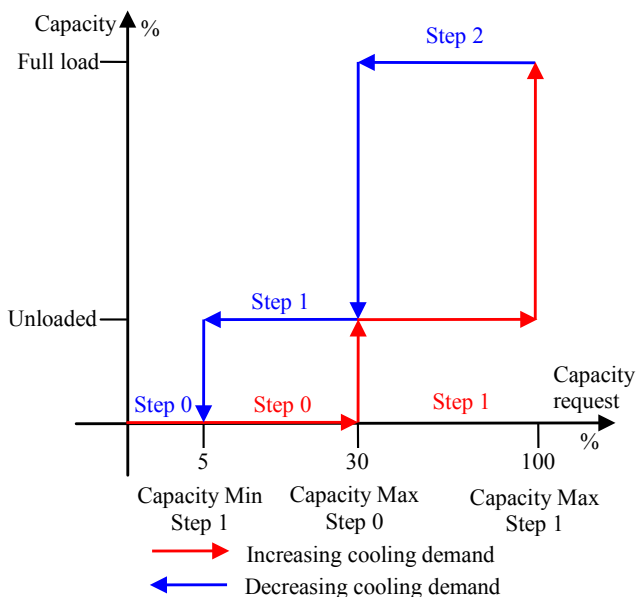 Capacity
%
Step 2
Full load
Step 1
Unloaded
Capacity
request
Step 0
Step 0
Step 1
%
5
30
100
Capacity Min
Step 1
Capacity Max
Step 0
Capacity Max
Step 1
Increasing cooling demand
Decreasing cooling demand